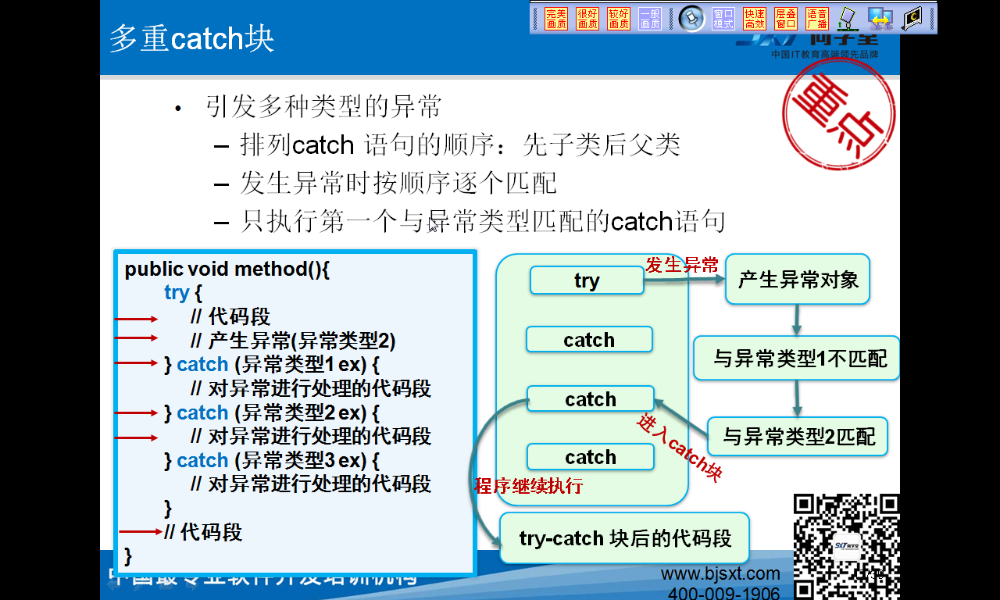 完美画质
很好画质
较好画质
一般画质
窗口模式
快速高效
层叠窗口
语音广播
多重catch块
中国IT教育高端领先品牌
重点
• 引发多种类型的异常
– 排列catch 语句的顺序：先子类后父类
– 发生异常时按顺序逐个匹配
– 只执行第一个与异常类型匹配的catch语句
public void method(){
try {
// 代码段
// 产生异常(异常类型2)
} catch (异常类型1 ex) {
// 对异常进行处理的代码段
} catch (异常类型2 ex) {
// 对异常进行处理的代码段
} catch (异常类型3 ex) {
// 对异常进行处理的代码段
}
// 代码段
}
try
发生异常
产生异常对象
catch
与异常类型1不匹配
catch
进入catch块
与异常类型2匹配
catch
程序继续执行
try-catch 块后的代码段
中国最专业软件开发培训机构
www.bjsxt.com
400-009-1906